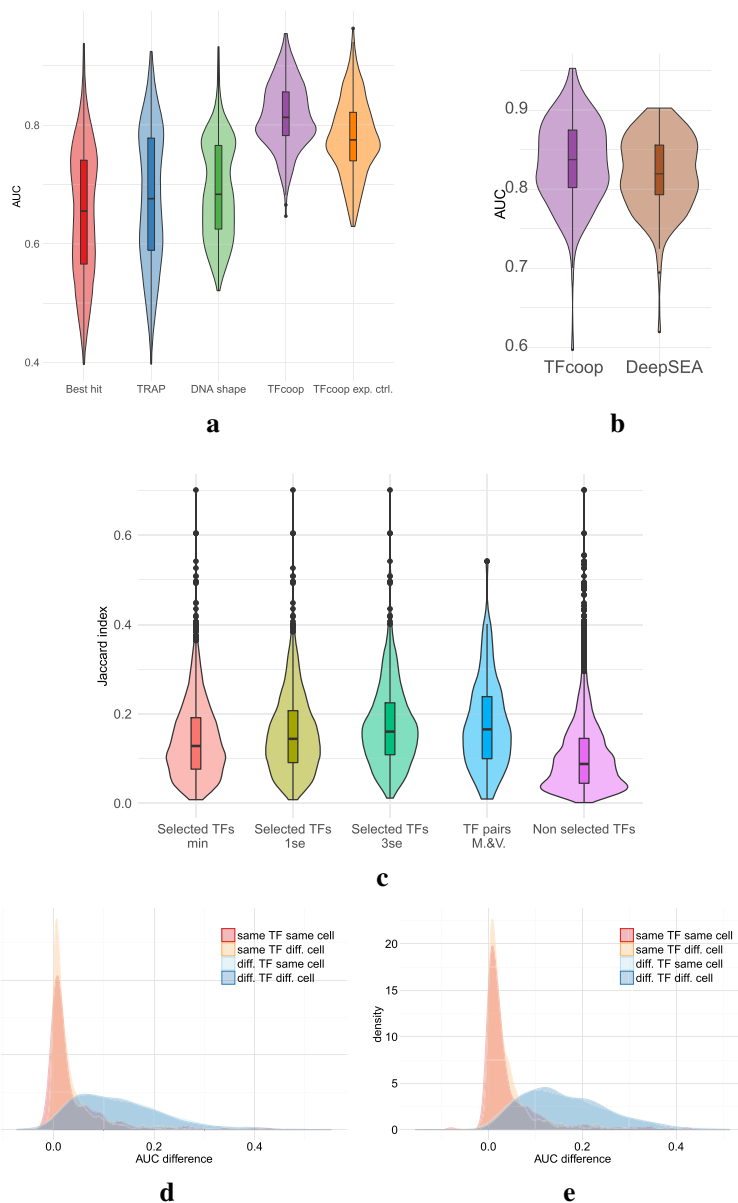 AUC
0.8
0.6
0.4
Best hit TRAP DNA shape TFcoop TFcoop exp. ctrl.
a
AUC
0.9
0.8
0.7
0.6
TFcoop DeepSEA
b
Jaccard index
0.6
0.4
0.2
0.0
Selected TFs min
Selected TFs 1se
Selected TFs 3se
TF pairs M.&V.
Non selected TFs
c
same TF same cell
same TF diff. cell
diff. TF same cell
diff. TF diff. cell
0.0 0.2 0.4
AUC difference
d
density
20
15
10
5
0
same TF same cell
same TF diff. cell
diff. TF same cell
diff. TF diff. cell
0.0 0.2 0.4
AUC difference
e